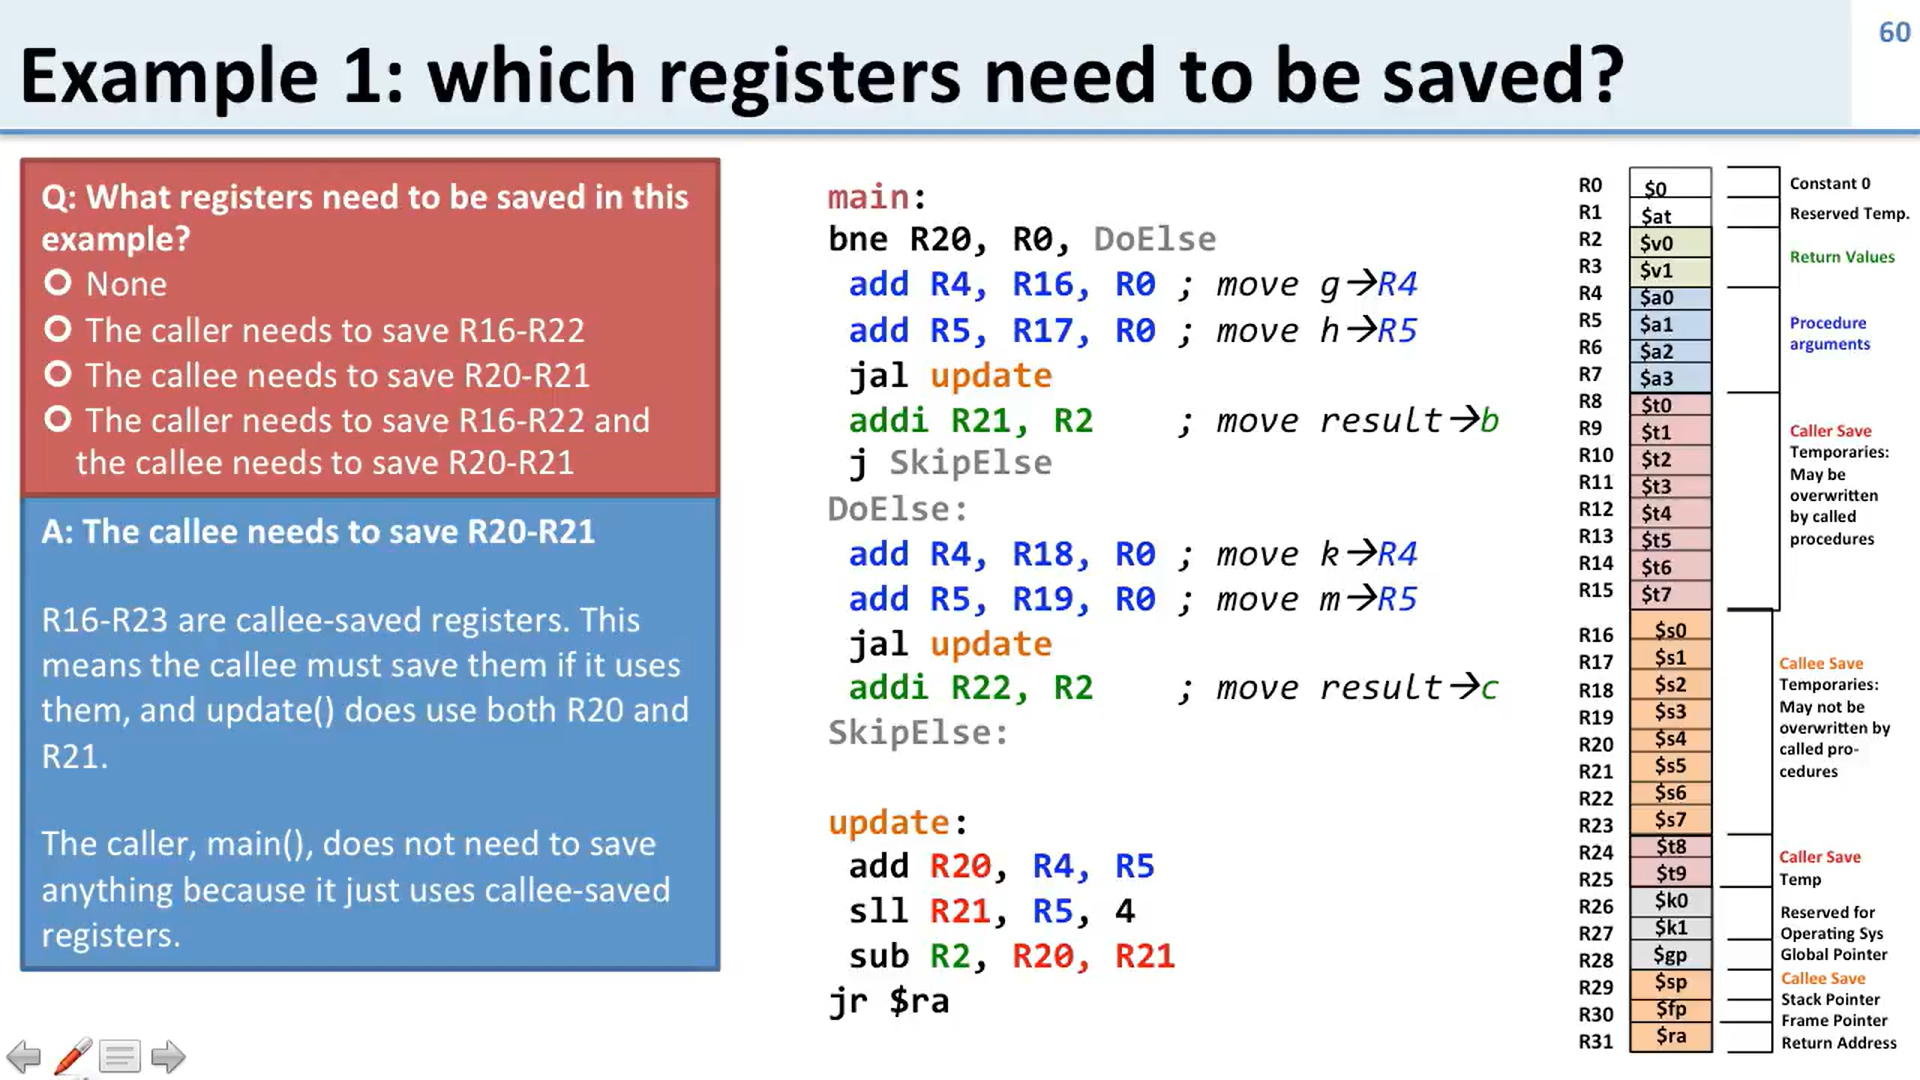 60
Example 1: which registers need to be saved?
Q: What registers need to be saved in this
example?
None
The caller needs to save R16-R22
The callee needs to save R20-R21
The caller needs to save R16-R22 and
the callee needs to save R20-R21
A: The callee needs to save R20-R21
R16-R23 are callee-saved registers. This
means the callee must save them if it uses
them, and update() does use both R20 and
R21.
The caller, main(), does not need to save
anything because it just uses callee-saved
registers.
main:
bne R20, R0, DoElse
add R4, R16, R0 ; move g→R4
add R5, R17, R0 ; move h→R5
jal update
addi R21, R2 ; move result→b
j SkipElse
DoElse:
add R4, R18, R0 ; move k→R4
add R5, R19, R0 ; move m→R5
jal update
addi R22, R2 ; move result→c
SkipElse:
update:
add R20, R4, R5
sll R21, R5, 4
sub R2, R20, R21
jr $ra
R0 $0
R1 $at
R2 $v0
R3 $v1
R4 $a0
R5 $a1
R6 $a2
R7 $a3
R8 $t0
R9 $t1
R10 $t2
R11 $t3
R12 $t4
R13 $t5
R14 $t6
R15 $t7
R16 $s0
R17 $s1
R18 $s2
R19 $s3
R20 $s4
R21 $s5
R22 $s6
R23 $s7
R24 $t8
R25 $t9
R26 $k0
R27 $k1
R28 $gp
R29 $sp
R30 $fp
R31 $ra
Constant 0
Reserved Temp.
Return Values
Procedure
arguments
Caller Save
Temporaries:
May be
overwritten
by called
procedures
Callee Save
Temporaries:
May not be
overwritten by
called pro-
cedures
Caller Save
Temp
Reserved for
Operating Sys
Global Pointer
Callee Save
Stack Pointer
Frame Pointer
Return Address